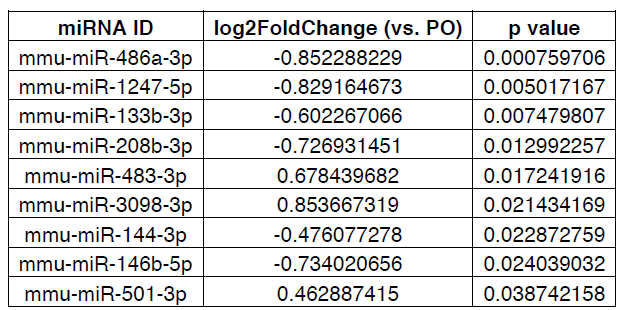 miRNA ID log2FoldChange (vs. PO) p value
mmu-miR-486a-3p -0.852288229 0.000759706
mmu-miR-1247-5p -0.829164673 0.005017167
mmu-miR-133b-3p -0.602267066 0.007479807
mmu-miR-208b-3p -0.726931451 0.012992257
mmu-miR-483-3p 0.678439682 0.017241916
mmu-miR-3098-3p 0.853667319 0.021434169
mmu-miR-144-3p -0.476077278 0.022872759
mmu-miR-146b-5p -0.734020656 0.024039032
mmu-miR-501-3p 0.462887415 0.038742158